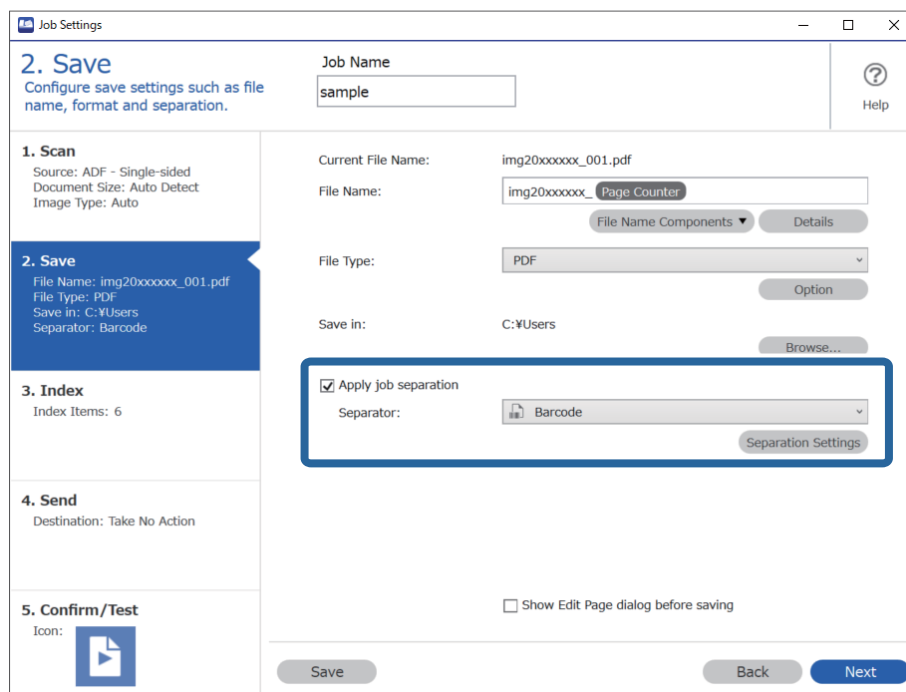 Job Settings
2. Save
Configure save settings such as file
name, format and separation.
Job Name
sample
?
Help
1. Scan
Source: ADF - Single-sided
Document Size: Auto Detect
Image Type: Auto
2. Save
File Name: img20xxxxxx_001.pdf
File Type: PDF
Save in: C:¥Users
Separator: Barcode
3. Index
Index Items: 6
4. Send
Destination: Take No Action
5. Confirm/Test
Icon:
Current File Name: img20xxxxxx_001.pdf
File Name: img20xxxxxx_ Page Counter
File Name Components Details
File Type: PDF
Option
Save in: C:¥Users
Browse...
Apply job separation
Separator: Barcode
Separation Settings
Show Edit Page dialog before saving
Save Back Next